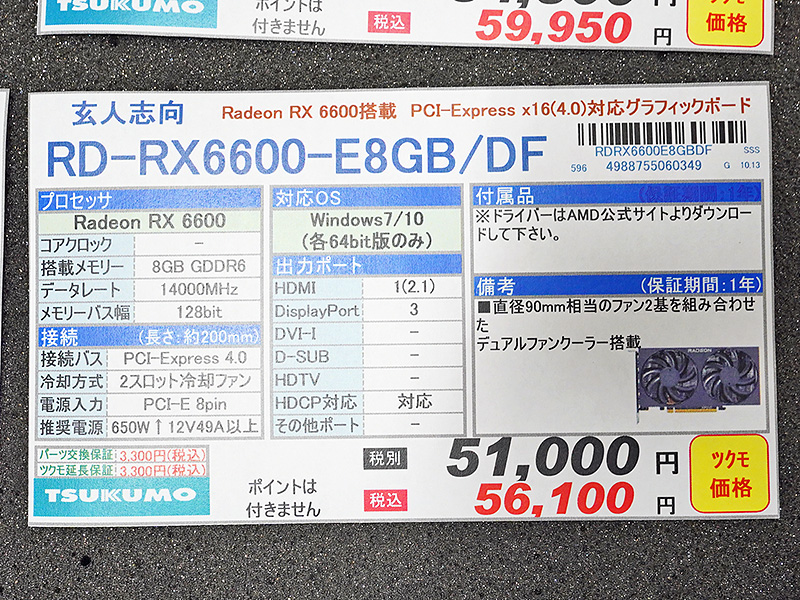 TSUKUMO
ポイントは
付きません
税込
59,950
円
ツクモ
価格
玄人志向
Radeon RX 6600搭載 PCI-Express x16(4.0)対応グラフィックボード
RD-RX6600-E8GB/DF
RDRX6600E8GBDF
SSS
596
4988755060349
G 10,13
プロセッサ
Radeon RX 6600
コアクロック -
搭載メモリー 8GB GDDR6
データレート 14000MHz
メモリーバス幅 128bit
接続 (長さ:約200mm)
接続バス PCI-Express 4.0
冷却方式 2スロット冷却ファン
電源入力 PCI-E 8pin
推奨電源 650W↑12V49A以上
対応OS
Windows7/10
(各64bit版のみ)
出力ポート
HDMI 1(2.1)
DisplayPort 3
DVI-I -
D-SUB -
HDTV -
HDCP対応 対応
その他ポート -
付属品
※ドライバーはAMD公式サイトよりダウンロー
ドして下さい。
備考 (保証期間:1年)
■直径90mm相当のファン2基を組み合わせ
た
デュアルファンクーラー搭載
RADEON
パーツ交換保証 3,300円(税込)
ツクモ延長保証 3,300円(税込)
TSUKUMO
ポイントは
付きません
税別
51,000
円
税込
56,100
円
ツクモ
価格